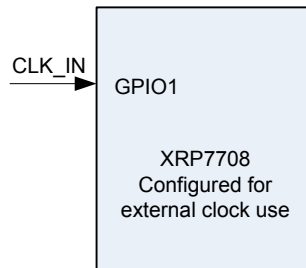 CLK_IN
GPIO1
XRP7708
Configured for
external clock use